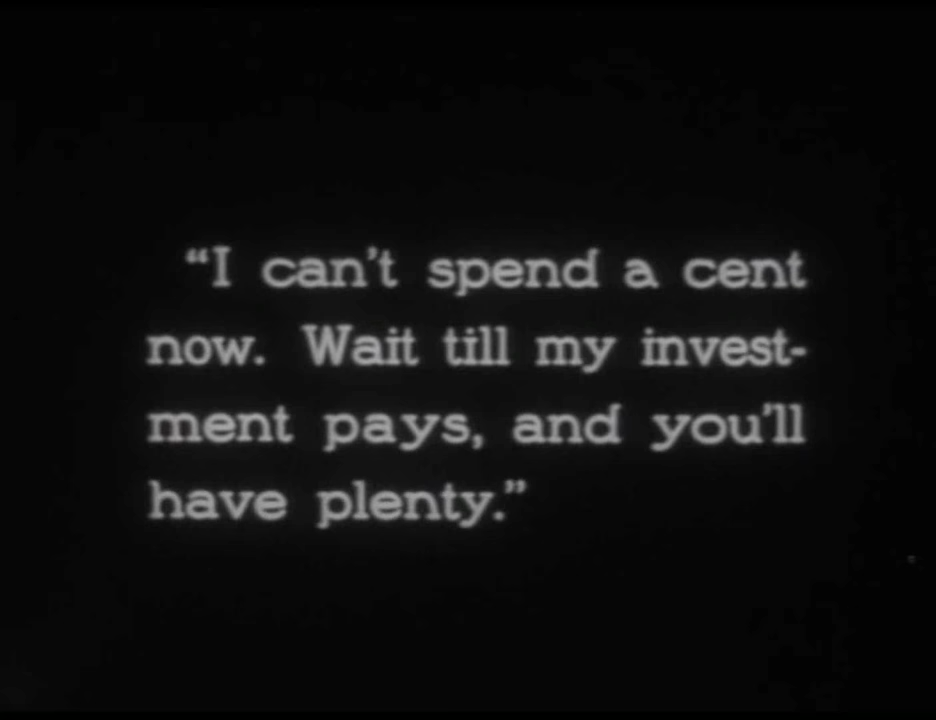 “I can't spend a cent
now. Wait till my invest-
ment pays, and you'll
have plenty.”